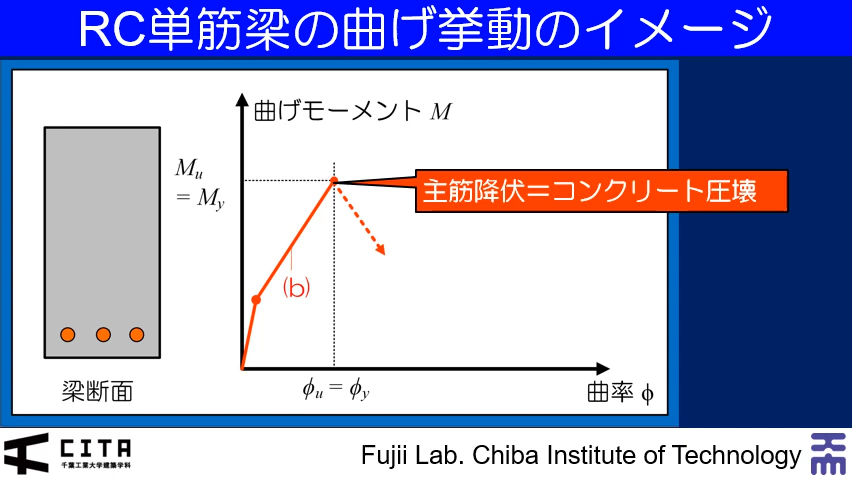 RC単筋梁の曲げ挙動のイメージ
曲げモーメント M
Mu
= My
主筋降伏＝コンクリート圧壊
(b)
梁断面
ϕu = ϕy
曲率 ϕ
CITA
千葉工業大学建築学科
Fujii Lab. Chiba Institute of Technology